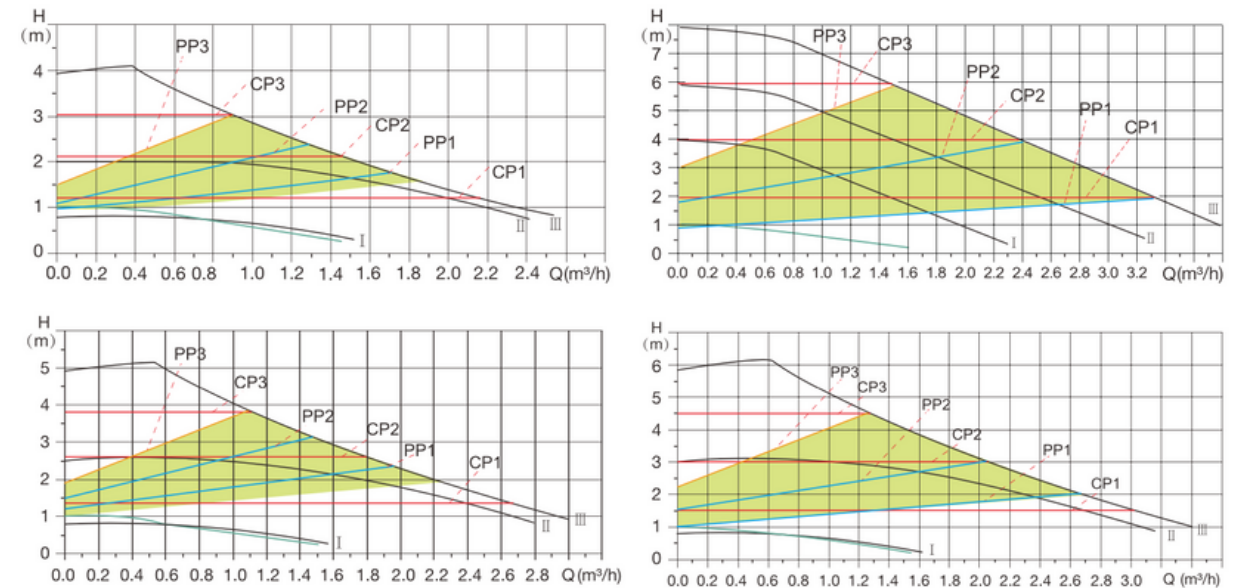 H
(m)
PP3
4
CP3
3
PP2
CP2
PP1
2
CP1
1
Ⅱ
Ⅲ
Ⅰ
0
0.0 0.2 0.4 0.6 0.8 1.0 1.2 1.4 1.6 1.8 2.0 2.2 2.4 Q(m³/h)
H
(m)
PP3
CP3
7
PP2
6
CP2
PP1
5
CP1
4
3
2
Ⅲ
1
Ⅰ
Ⅱ
0
0.0 0.2 0.4 0.6 0.8 1.0 1.2 1.4 1.6 1.8 2.0 2.2 2.4 2.6 2.8 3.0 3.2 Q(m³/h)
H
(m)
PP3
5
CP3
4
PP2
CP2
3
PP1
CP1
2
1
Ⅱ
Ⅲ
Ⅰ
0
0.0 0.2 0.4 0.6 0.8 1.0 1.2 1.4 1.6 1.8 2.0 2.2 2.4 2.6 2.8 Q(m³/h)
H
(m)
6
PP3
CP3
5
PP2
4
CP2
PP1
3
CP1
2
1
Ⅱ
Ⅲ
Ⅰ
0
0.0 0.2 0.4 0.6 0.8 1.0 1.2 1.4 1.6 1.8 2.0 2.2 2.4 2.6 2.8 3.0 Q(m³/h)